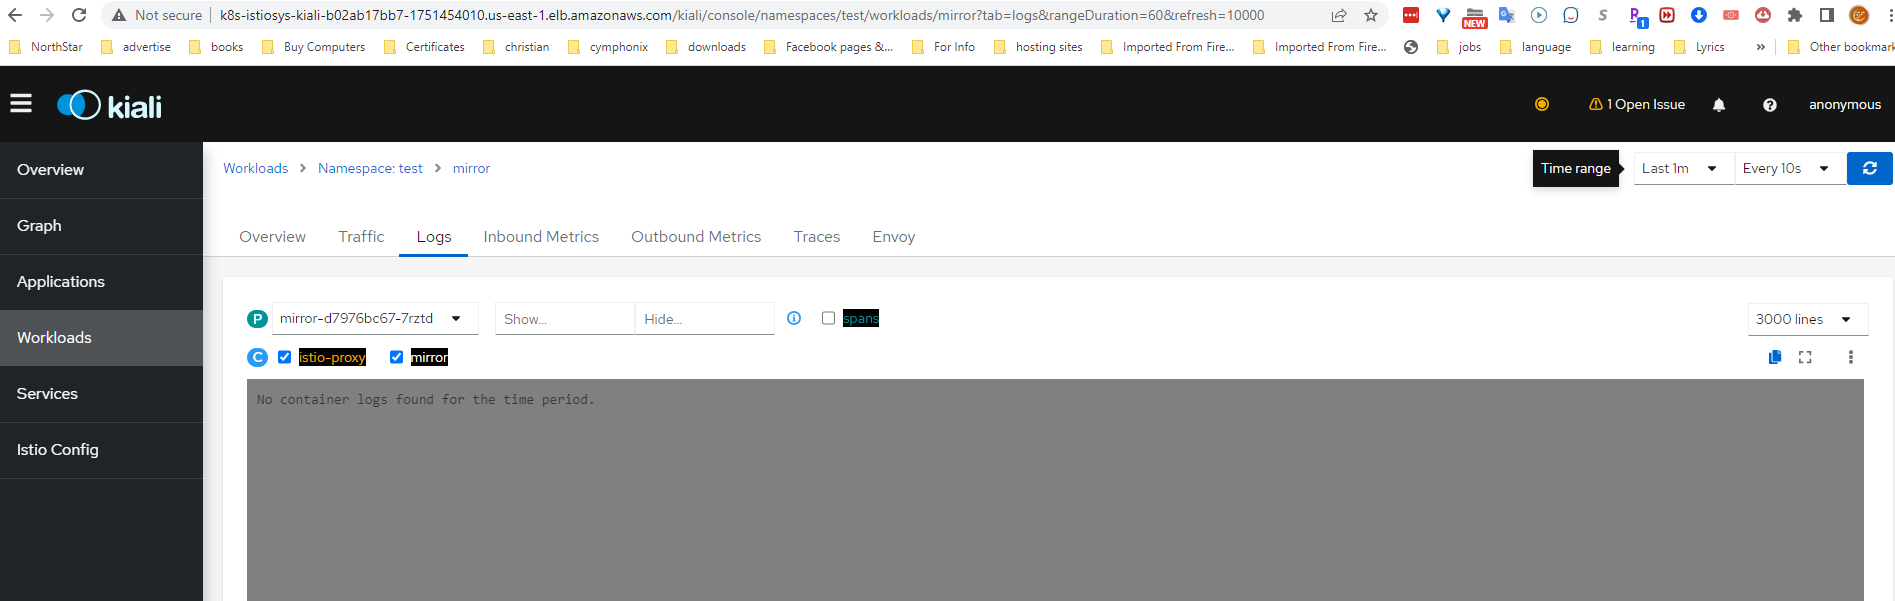 Not secure | k8s-istiosys-kiali-b02ab17bb7-1751454010.us-east-1.elb.amazonaws.com/kiali/console/namespaces/test/workloads/mirror?tab=logs&rangeDuration=60&refresh=10000
NEW
1
NorthStar advertise books Buy Computers Certificates christian cymphonix downloads Facebook pages &... For Info hosting sites Imported From Fire... Imported From Fire... jobs language learning Lyrics » Other bookmark
kiali
1 Open Issue anonymous
Overview
Graph
Applications
Workloads
Services
Istio Config
Workloads > Namespace: test > mirror
Time range Last 1m Every 10s
Overview Traffic Logs Inbound Metrics Outbound Metrics Traces Envoy
P mirror-d7976bc67-7rztd Show... Hide... spans 3000 lines
C istio-proxy mirror
No container logs found for the time period.